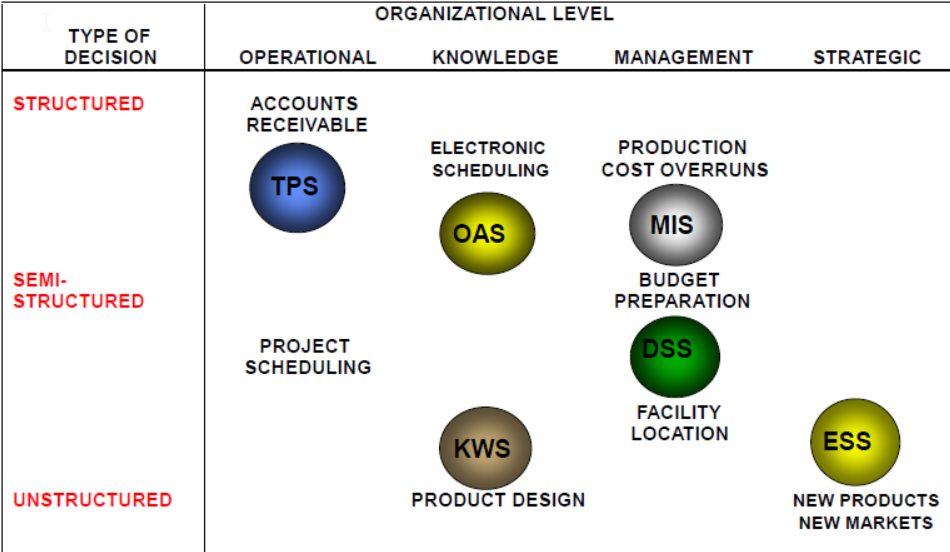 ORGANIZATIONAL LEVEL
TYPE OF
DECISION
OPERATIONAL
KNOWLEDGE
MANAGEMENT
STRATEGIC
STRUCTURED
ACCOUNTS
RECEIVABLE
TPS
ELECTRONIC
SCHEDULING
OAS
PRODUCTION
COST OVERRUNS
MIS
SEMI-
STRUCTURED
BUDGET
PREPARATION
PROJECT
SCHEDULING
DSS
FACILITY
LOCATION
KWS
ESS
UNSTRUCTURED
PRODUCT DESIGN
NEW PRODUCTS
NEW MARKETS